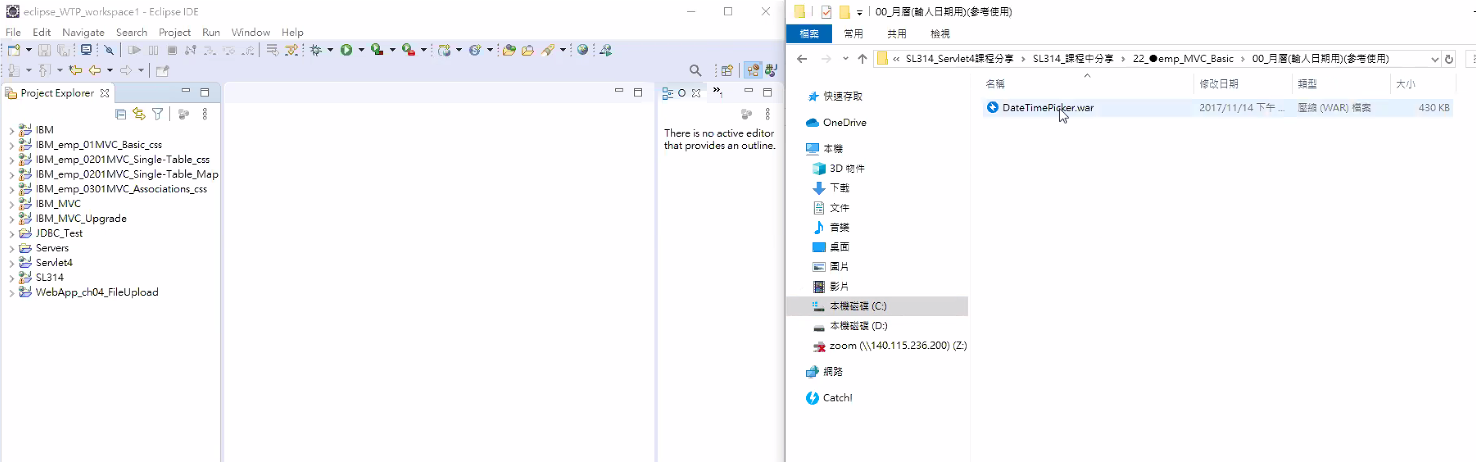 eclipse_WTP_workspace1 - Eclipse IDE
File Edit Navigate Search Project Run Window Help
Project Explorer
IBM
IBM_emp_01MVC_Basic_css
IBM_emp_0201MVC_Single-Table_css
IBM_emp_0201MVC_Single-Table_Map
IBM_emp_0301MVC_Associations_css
IBM_MVC
IBM_MVC_Upgrade
JDBC_Test
Servers
Servlet4
SL314
WebApp_ch04_FileUpload
O
There is no active editor
that provides an outline.
00_月曆(輸人日期用)(參考使用)
檔案 常用 共用 檢視
« SL314_Servlet4課程分享 › SL314_課程中分享 › 22_●emp_MVC_Basic › 00_月曆(輸人日期用)(參考使用)
名稱 修改日期 類型 大小
DateTimePicker.war 2017/11/14 下午 ... 壓縮 (WAR) 檔案 430 KB
快速存取
OneDrive
本機
3D 物件
下載
文件
音樂
桌面
圖片
影片
本機磁碟 (C:)
本機磁碟 (D:)
zoom (\\140.115.236.200) (Z:)
網路
Catch!